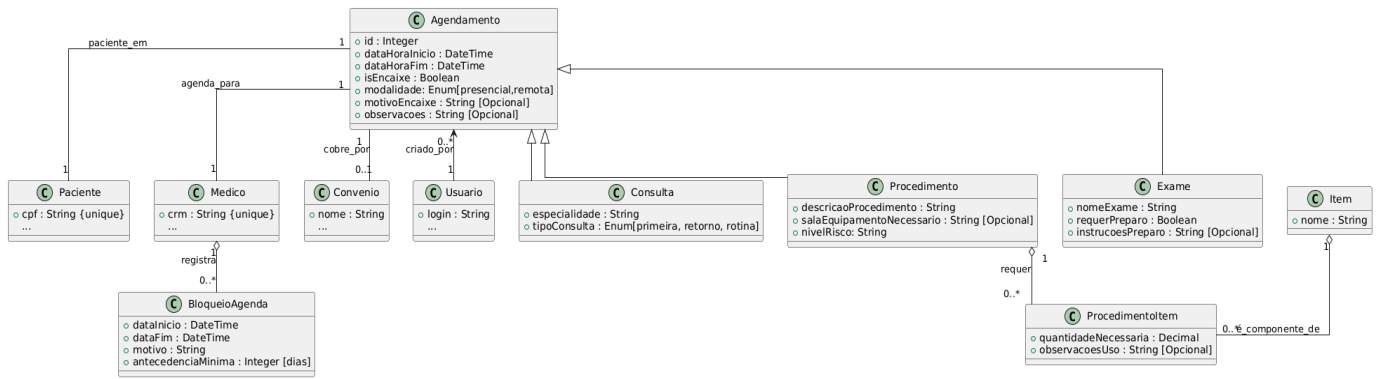 C Agendamento
id : Integer
dataHoraInicio : DateTime
dataHoraFim : DateTime
isEncaixe : Boolean
modalidade: Enum[presencial,remota]
motivoEncaixe : String [Opcional]
observacoes : String [Opcional]
paciente_em
1
agenda_para
1
1
cobre_por
0..1
0..*
criado_por
1
1
1
C Paciente
cpf : String {unique}
...
C Medico
crm : String {unique}
...
C Convenio
nome : String
...
C Usuario
login : String
...
C Consulta
especialidade : String
tipoConsulta : Enum[primeira, retorno, rotina]
C Procedimento
descricaoProcedimento : String
salaEquipamentoNecessario : String [Opcional]
nivelRisco: String
C Exame
nomeExame : String
requerPreparo : Boolean
instrucoesPreparo : String [Opcional]
C Item
nome : String
1
registra
0..*
1
requer
0..*
1
0..*
é_componente_de
C BloqueioAgenda
dataInicio : DateTime
dataFim : DateTime
motivo : String
antecedenciaMinima : Integer [dias]
C ProcedimentoItem
quantidadeNecessaria : Decimal
observacoesUso : String [Opcional]